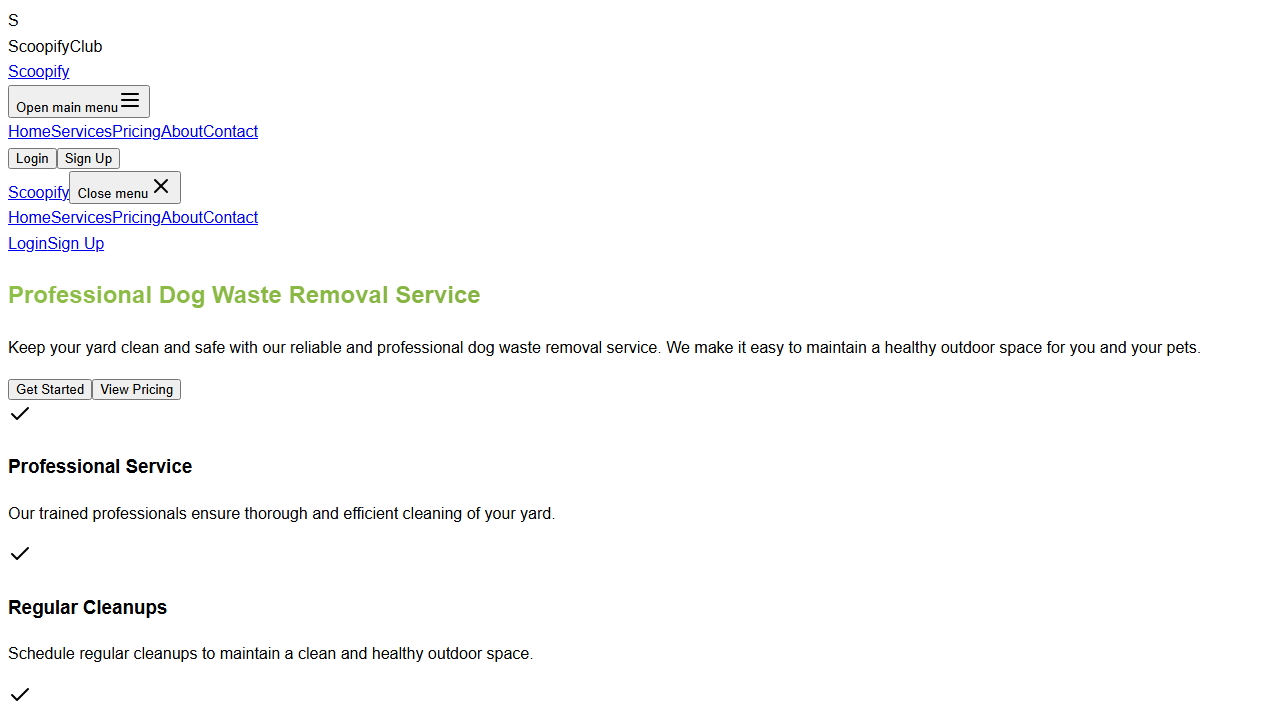 S
ScoopifyClub
Scoopify
Open main menu
HomeServicesPricingAboutContact
Login Sign Up
Scoopify Close menu
HomeServicesPricingAboutContact
LoginSign Up
Professional Dog Waste Removal Service
Keep your yard clean and safe with our reliable and professional dog waste removal service. We make it easy to maintain a healthy outdoor space for you and your pets.
Get Started View Pricing
Professional Service
Our trained professionals ensure thorough and efficient cleaning of your yard.
Regular Cleanups
Schedule regular cleanups to maintain a clean and healthy outdoor space.